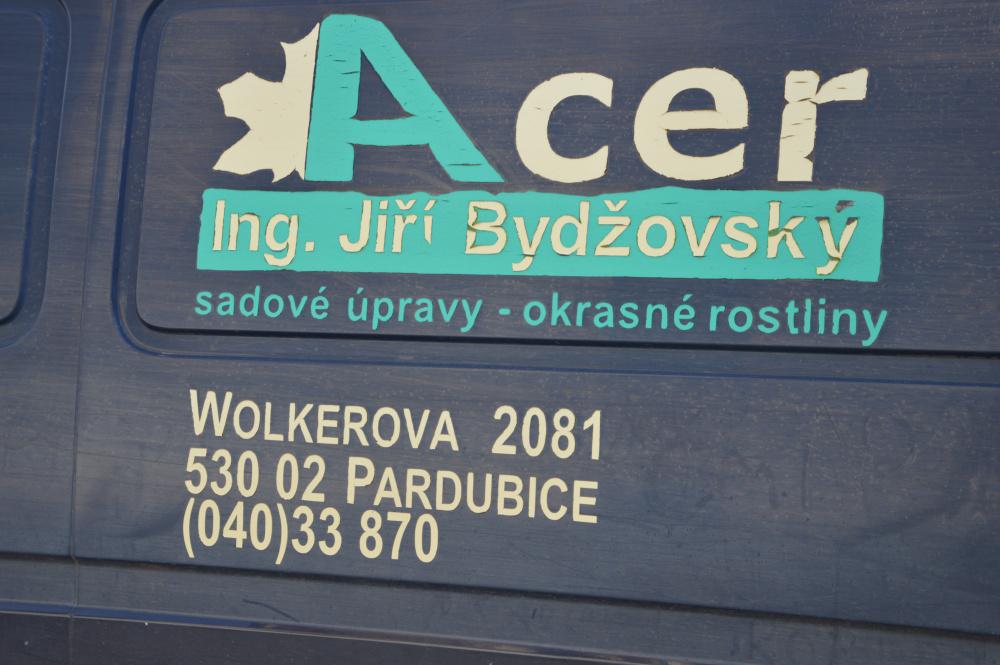 Acer
Ing. Jiří Bydžovský
sadové úpravy - okrasné rostliny
WOLKEROVA 2081
530 02 PARDUBICE
(040)33 870